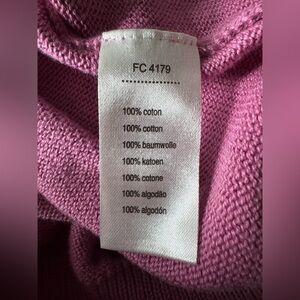 FC 4179
100% coton
100% cotton
100% baumwolle
100% katoen
100% cotone
100% algodão
100% algodón